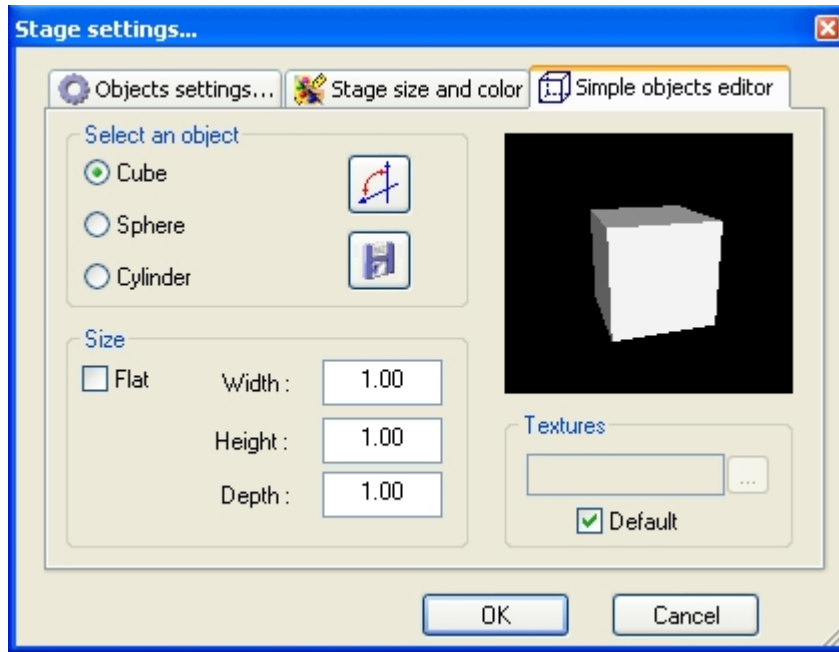 Stage settings...
Objects settings...
Stage size and color
Simple objects editor
Select an object
Cube
Sphere
Cylinder
Size
Flat
Width :
1.00
Height :
1.00
Depth :
1.00
Textures
...
Default
OK
Cancel